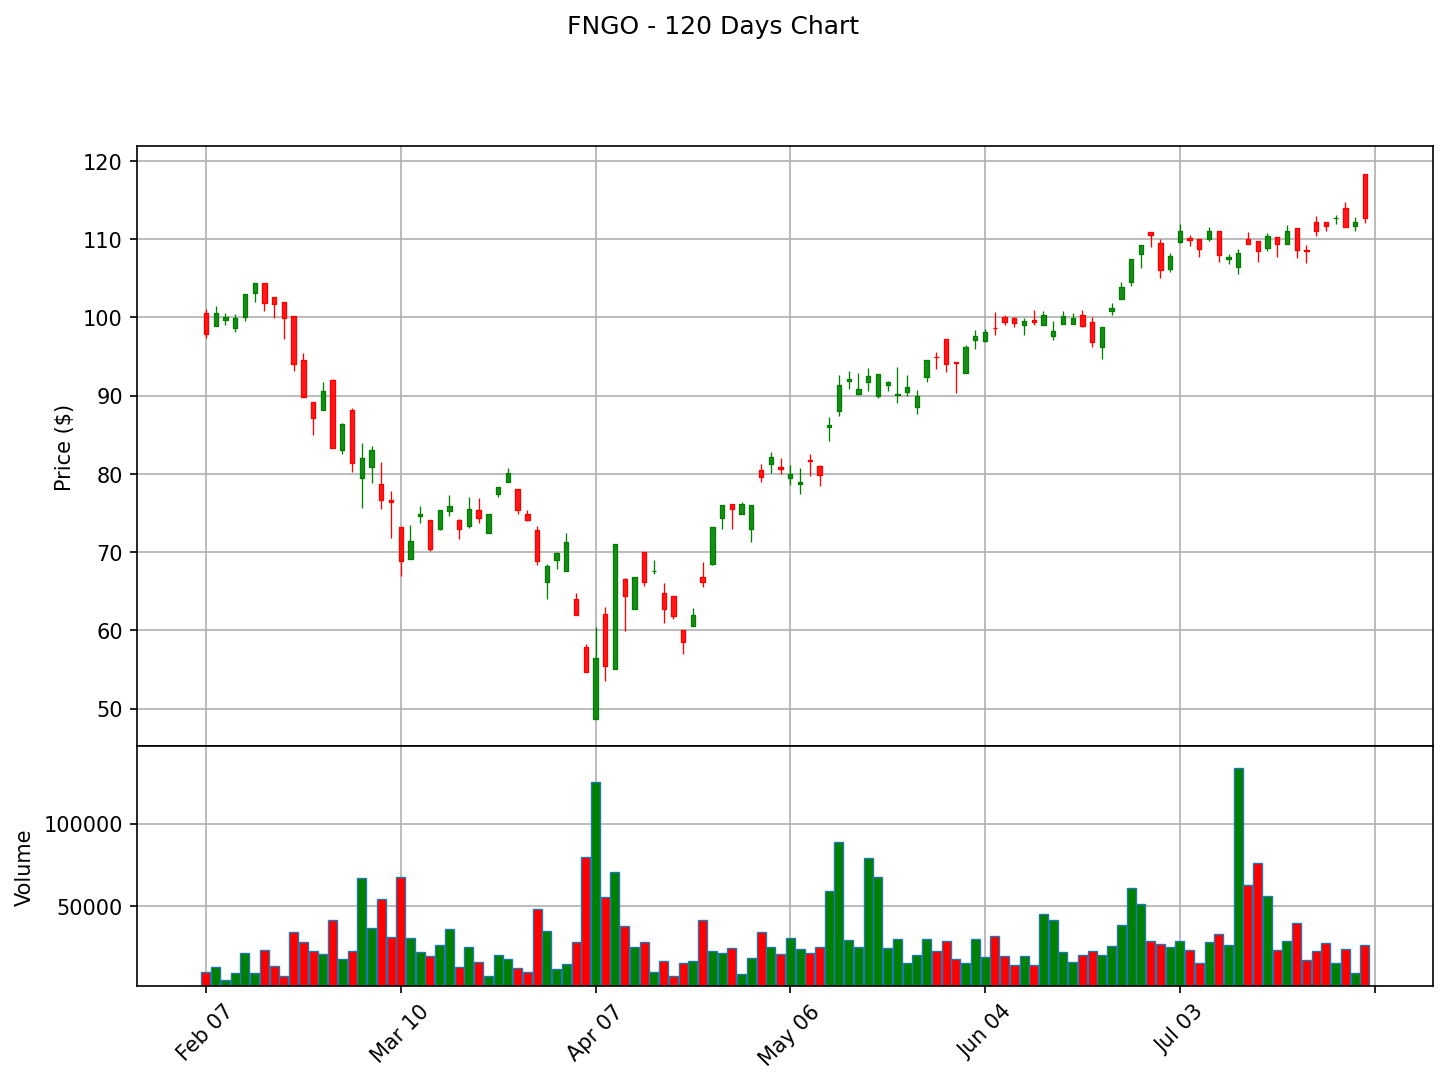 FNGO - 120 Days Chart
120
110
100
90
80
70
60
50
Price ($)
100000
50000
Volume
Feb 07
Mar 10
Apr 07
May 06
Jun 04
Jul 03